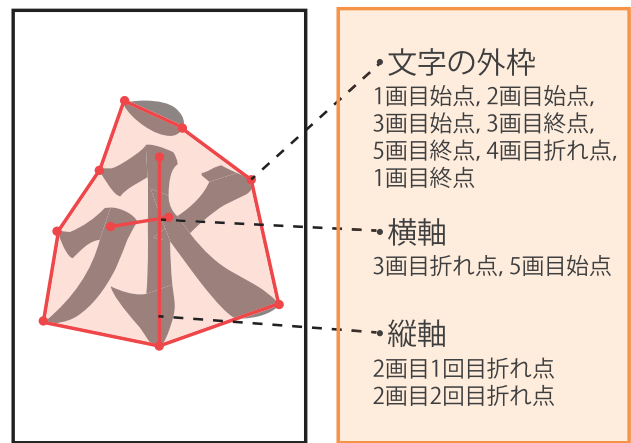 永
文字の外枠
1画目始点, 2画目始点,
3画目始点, 3画目終点,
5画目終点, 4画目折れ点,
1画目終点
横軸
3画目折れ点, 5画目始点
縦軸
2画目1回目折れ点
2画目2回目折れ点